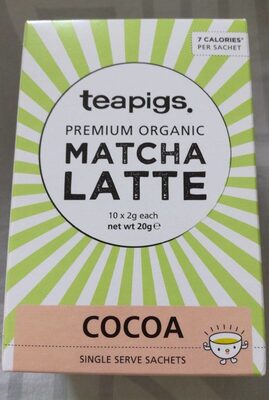 7 CALORIES*
PER SACHET
teapigs.
PREMIUM ORGANIC
MATCHA
LATTE
10 x 2g each
net wt 20g℮
COCOA
SINGLE SERVE SACHETS